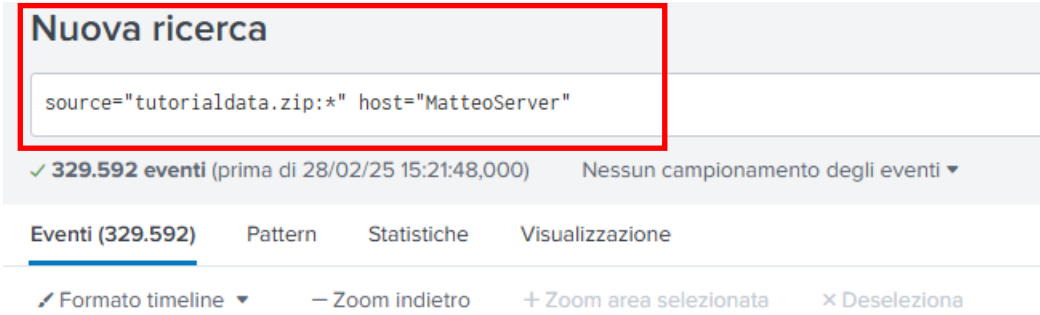 Nuova ricerca
source="tutorialdata.zip:*" host="MatteoServer"
✓ 329.592 eventi (prima di 28/02/25 15:21:48,000) Nessun campionamento degli eventi ▾
Eventi (329.592) Pattern Statistiche Visualizzazione
Formato timeline ▾ — Zoom indietro + Zoom area selezionata × Deseleziona